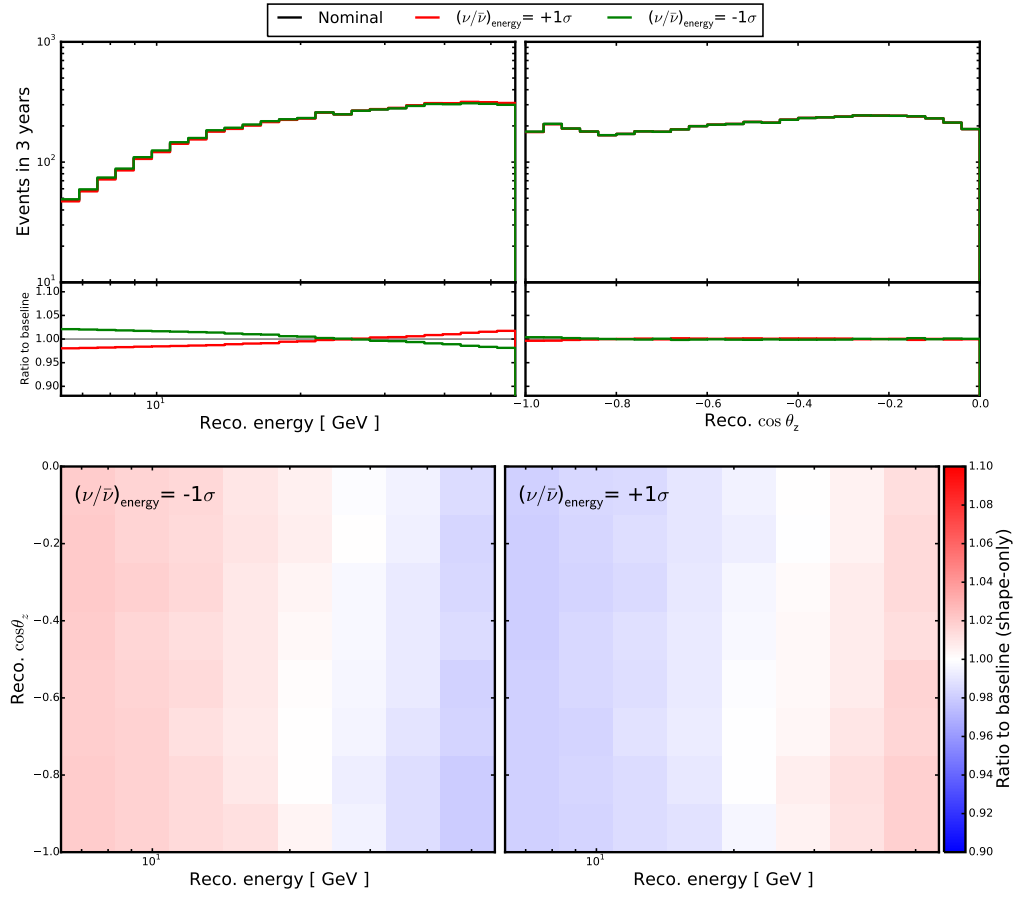 Nominal (ν/ν̄)energy= +1σ (ν/ν̄)energy= -1σ
10³
10²
10¹
Events in 3 years
1.10
1.05
1.00
0.95
0.90
Ratio to baseline
10¹
Reco. energy [ GeV ]
−1.0 −0.8 −0.6 −0.4 −0.2 0.0
Reco. cos θz
(ν/ν̄)energy= -1σ
(ν/ν̄)energy= +1σ
0.0
−0.2
−0.4
−0.6
−0.8
−1.0
Reco. cosθz
10¹
Reco. energy [ GeV ]
10¹
Reco. energy [ GeV ]
1.10
1.08
1.06
1.04
1.02
1.00
0.98
0.96
0.94
0.92
0.90
Ratio to baseline (shape-only)